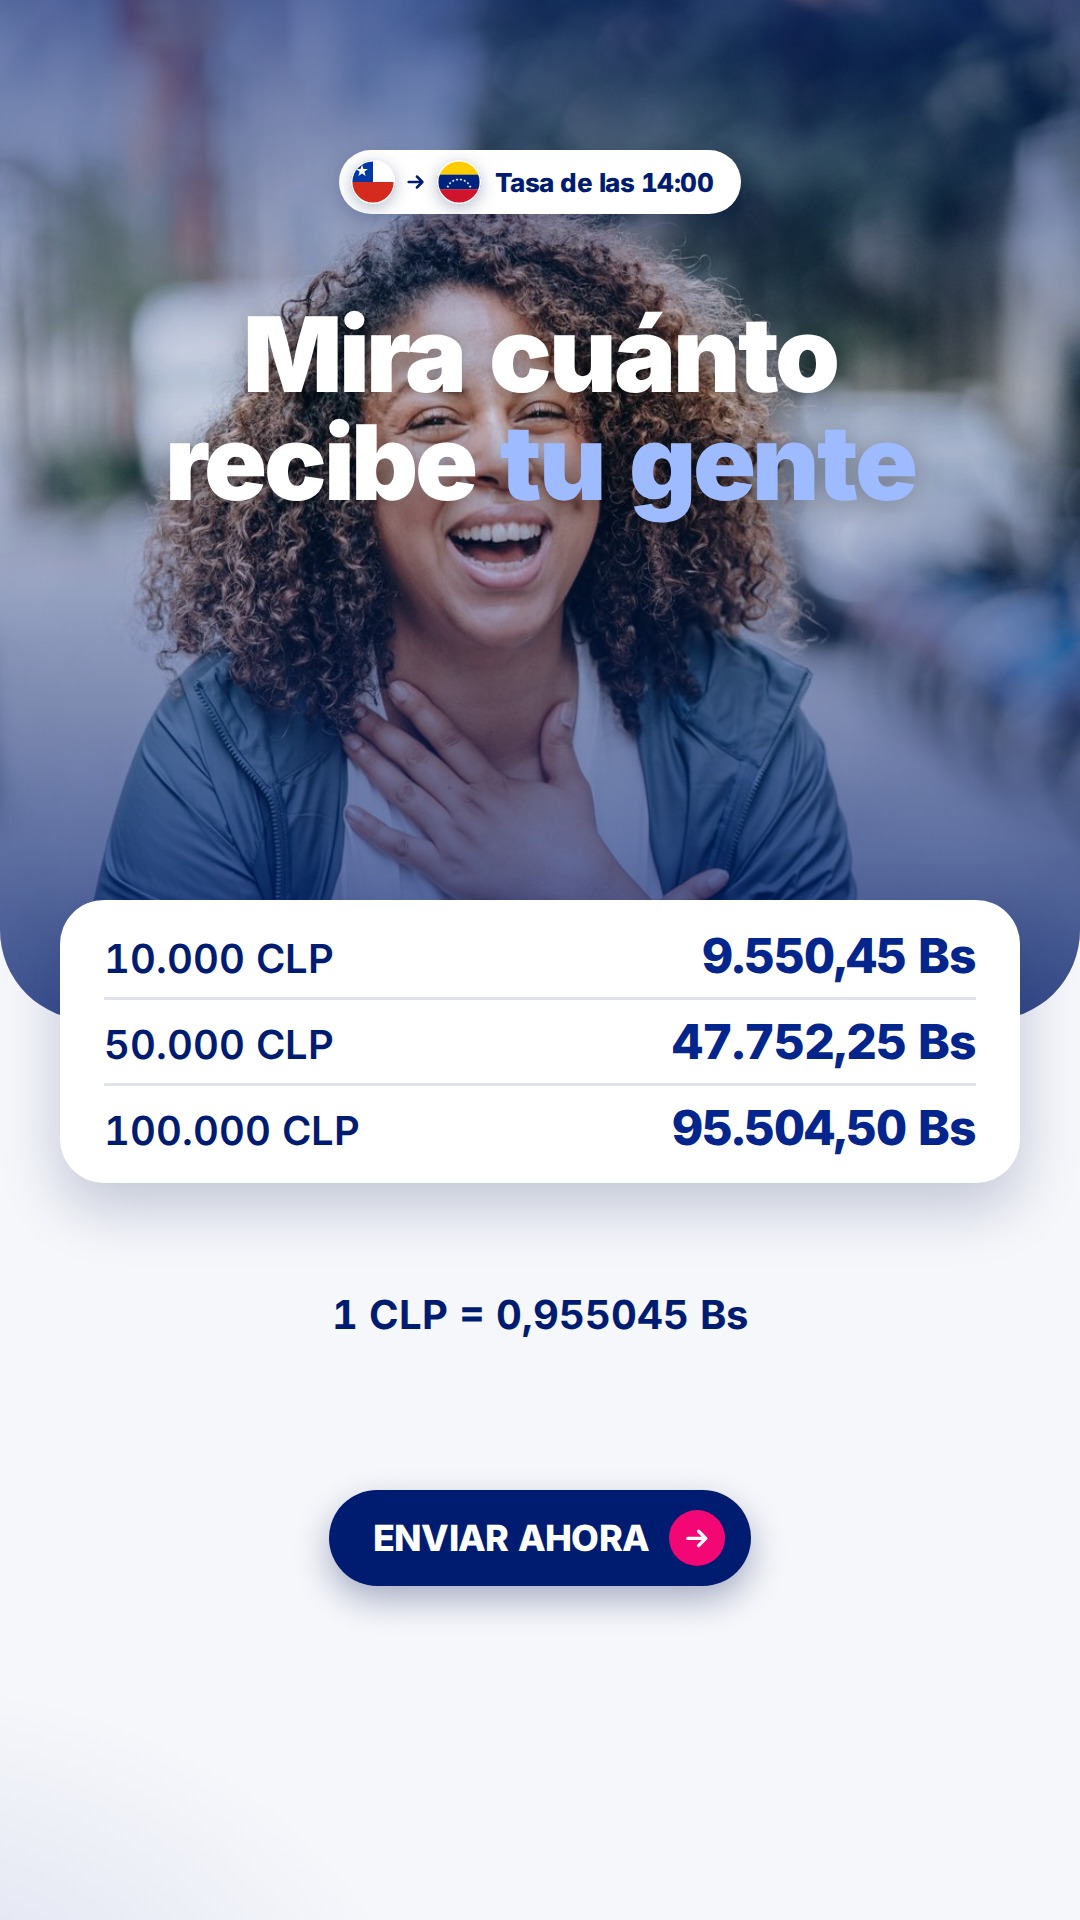 Tasa de las 14:00
Mira cuánto
recibe tu gente
10.000 CLP 9.550,45 Bs
50.000 CLP 47.752,25 Bs
100.000 CLP 95.504,50 Bs
1 CLP = 0,955045 Bs
ENVIAR AHORA